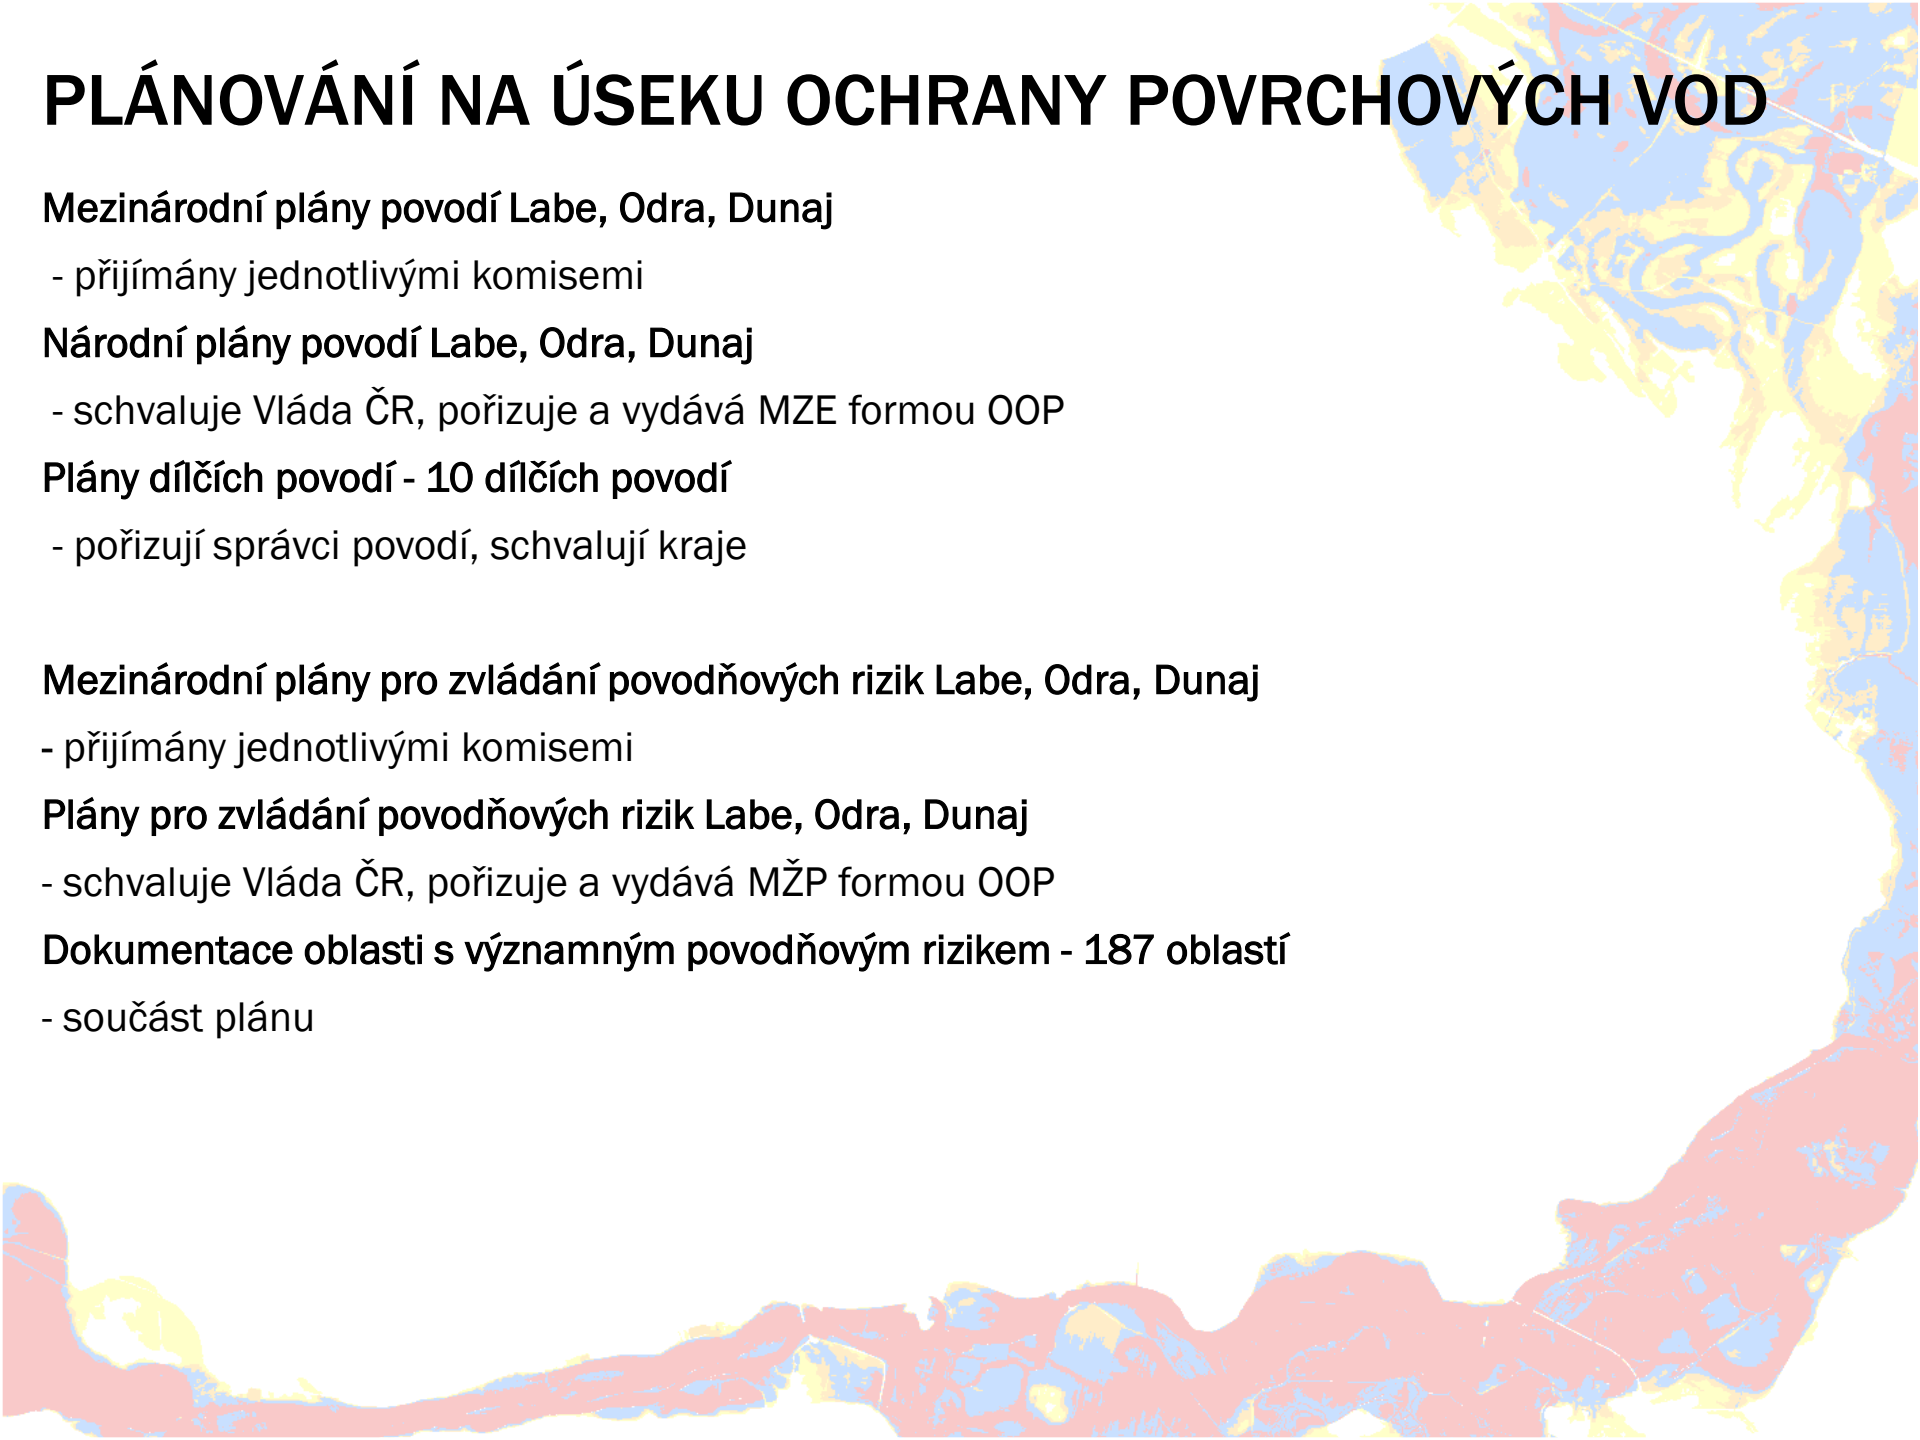 PLÁNOVÁNÍ NA ÚSEKU OCHRANY POVRCHOVÝCH VOD
Mezinárodní plány povodí Labe, Odra, Dunaj
- přijímány jednotlivými komisemi
Národní plány povodí Labe, Odra, Dunaj
- schvaluje Vláda ČR, pořizuje a vydává MZE formou OOP
Plány dílčích povodí - 10 dílčích povodí
- pořizují správci povodí, schvalují kraje
Mezinárodní plány pro zvládání povodňových rizik Labe, Odra, Dunaj
- přijímány jednotlivými komisemi
Plány pro zvládání povodňových rizik Labe, Odra, Dunaj
- schvaluje Vláda ČR, pořizuje a vydává MŽP formou OOP
Dokumentace oblasti s významným povodňovým rizikem - 187 oblastí
- součást plánu